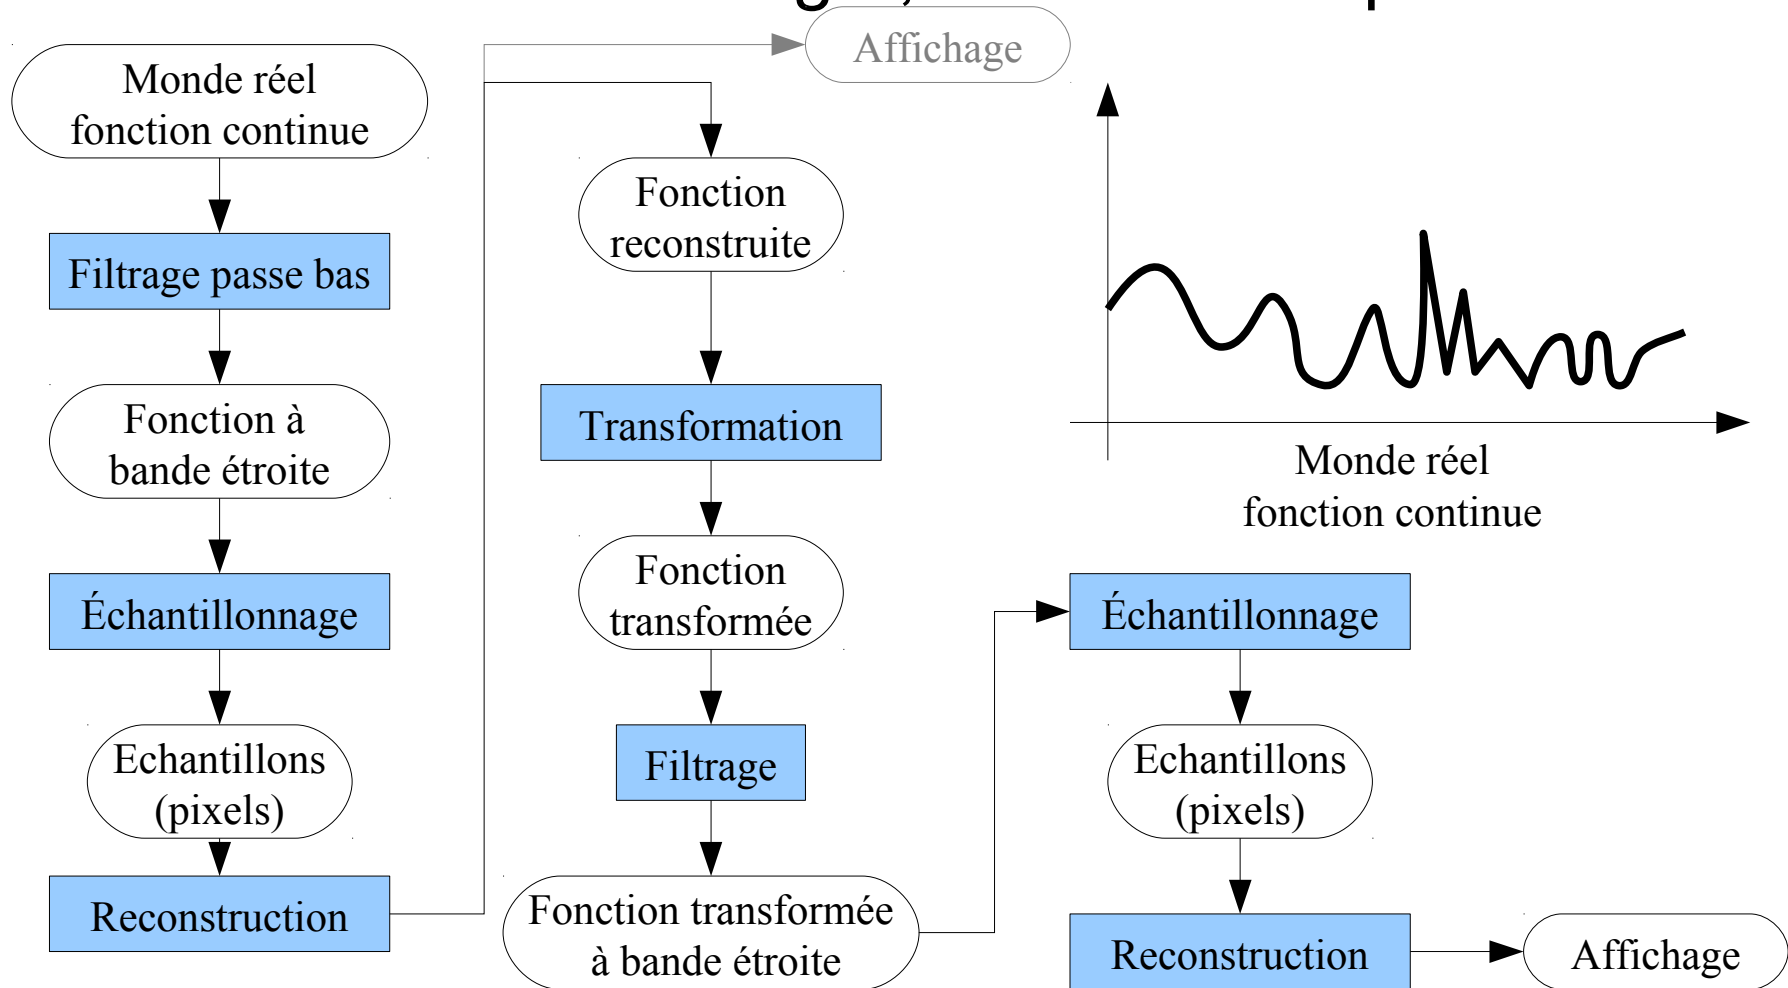 Affichage
Monde réel
fonction continue
Filtrage passe bas
Fonction à
bande étroite
Échantillonnage
Echantillons
(pixels)
Reconstruction
Fonction
reconstruite
Transformation
Fonction
transformée
Filtrage
Fonction transformée
à bande étroite
Monde réel
fonction continue
Échantillonnage
Echantillons
(pixels)
Reconstruction
Affichage